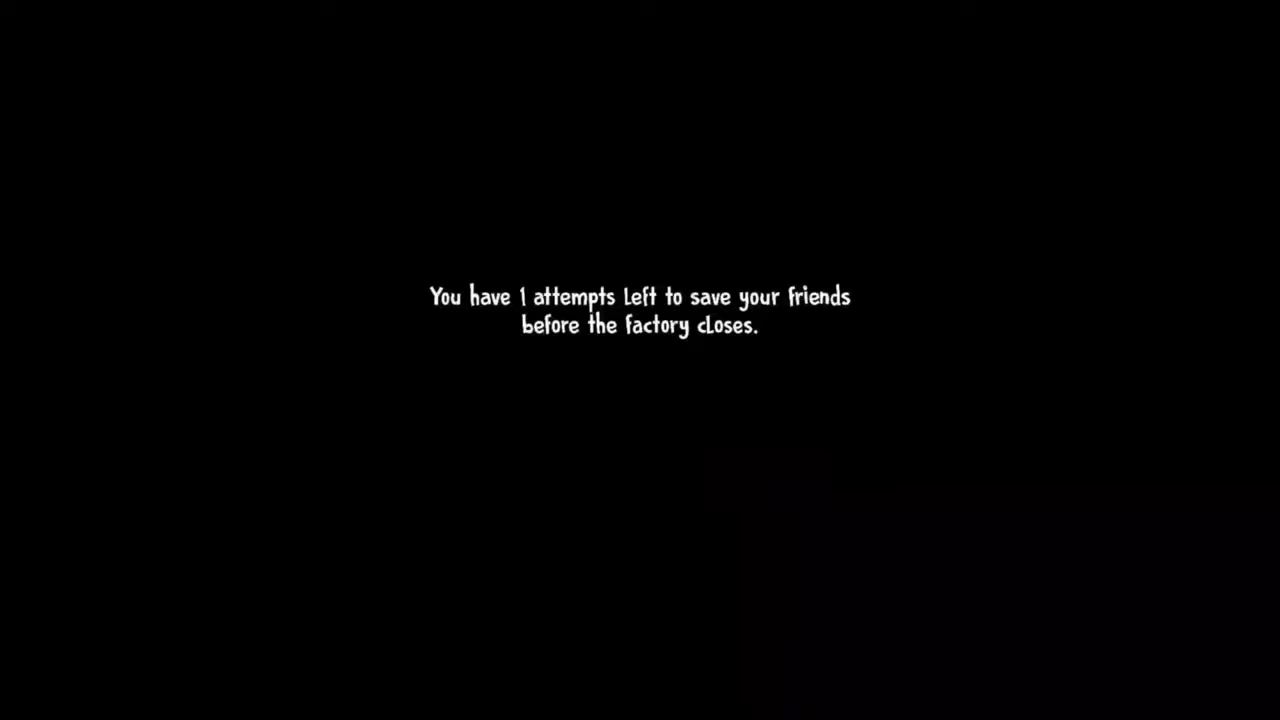 You have 1 attempts left to save your friends
before the factory closes.